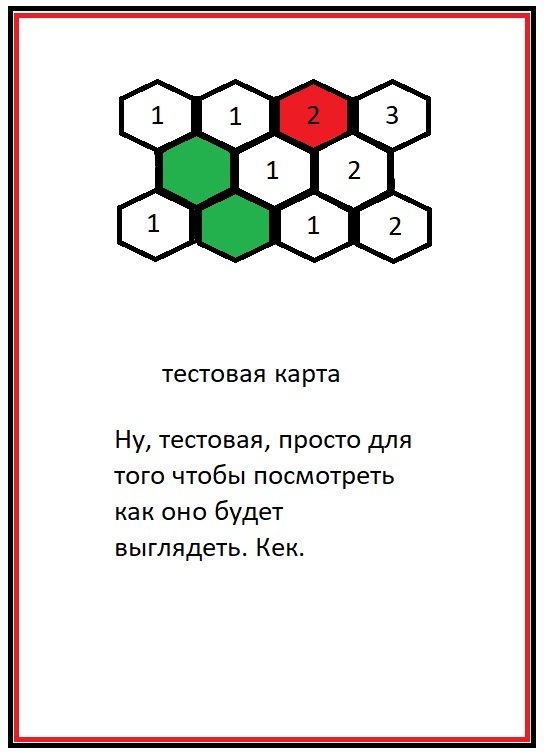 1 1 2 3
1 2
1 1 2
тестовая карта
Ну, тестовая, просто для
того чтобы посмотреть
как оно будет
выглядеть. Кек.